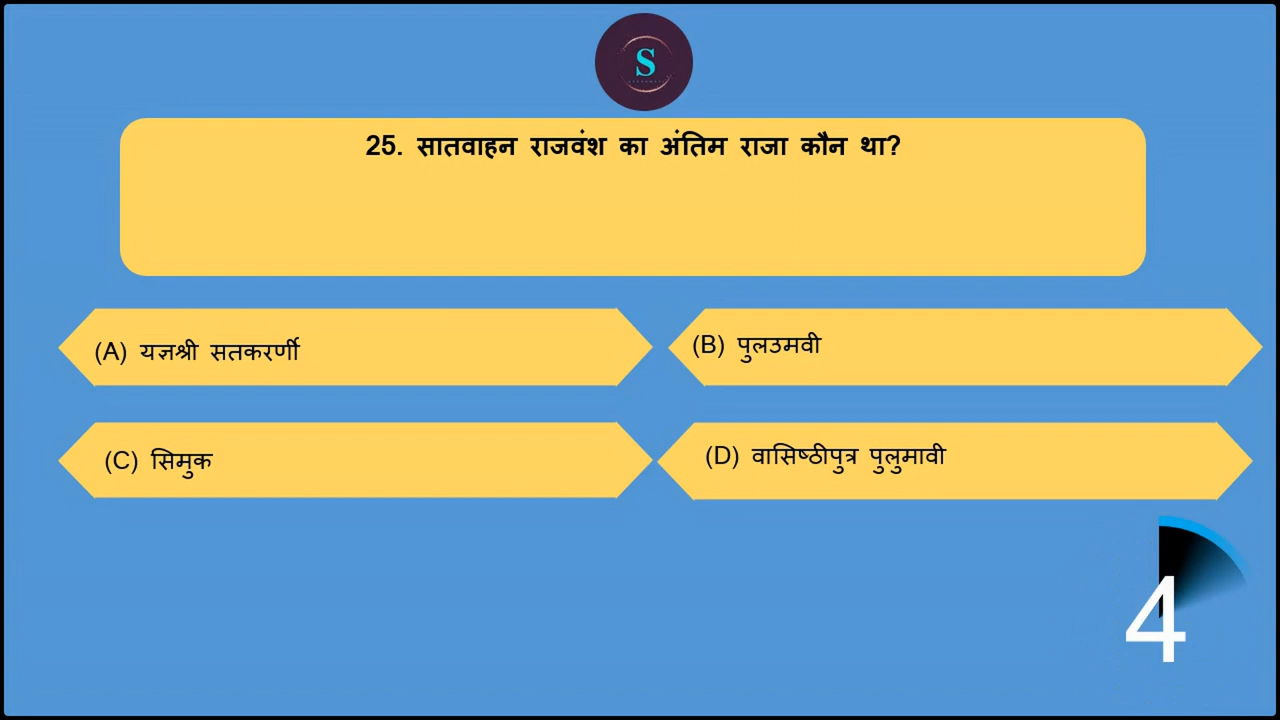 S
25. सातवाहन राजवंश का अंतिम राजा कौन था?
(A) यज्ञश्री सतकरर्णी
(B) पुलउमवी
(C) सिमुक
(D) वासिष्ठीपुत्र पुलुमावी
4